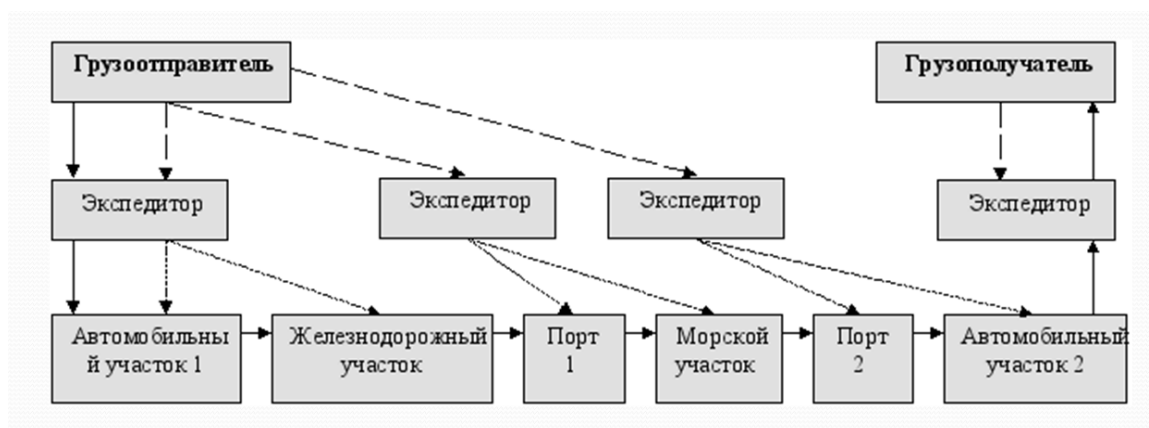 Грузоотправитель
Грузополучатель
Экспедитор
Экспедитор
Экспедитор
Экспедитор
Автомобильны
й участок 1
Железнодорожный
участок
Порт
1
Морской
участок
Порт
2
Автомобильный
участок 2